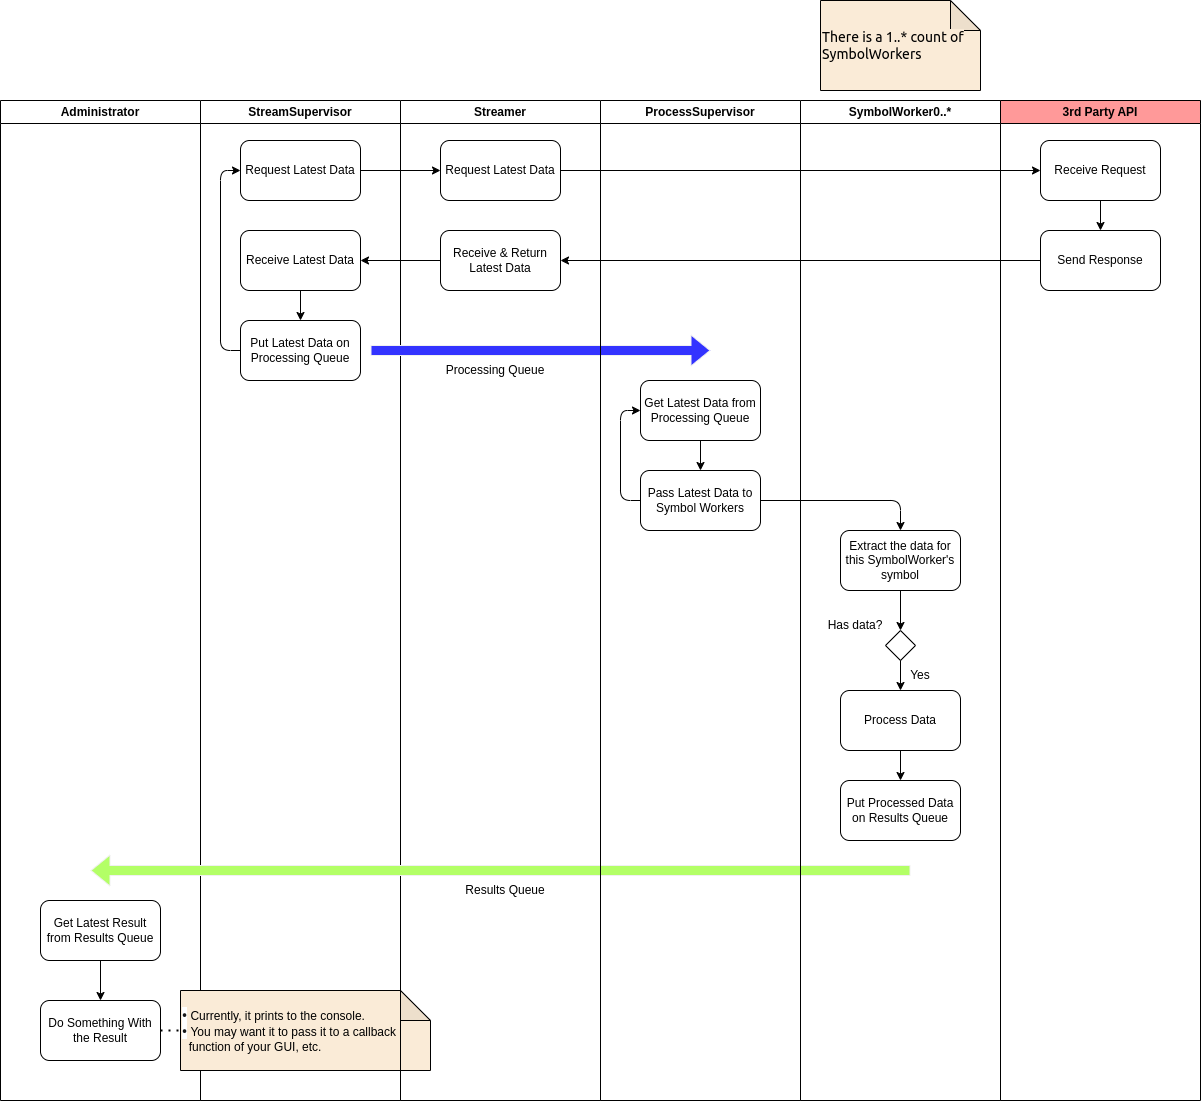 There is a 1..* count of
SymbolWorkers
Administrator
StreamSupervisor
Streamer
ProcessSupervisor
SymbolWorker0..*
3rd Party API
Request Latest Data
Request Latest Data
Receive Request
Receive Latest Data
Receive & Return
Latest Data
Send Response
Put Latest Data on
Processing Queue
Processing Queue
Get Latest Data from
Processing Queue
Pass Latest Data to
Symbol Workers
Extract the data for
this SymbolWorker's
symbol
Has data?
Yes
Process Data
Put Processed Data
on Results Queue
Results Queue
Get Latest Result
from Results Queue
Do Something With
the Result
• Currently, it prints to the console.
• You may want it to pass it to a callback
function of your GUI, etc.